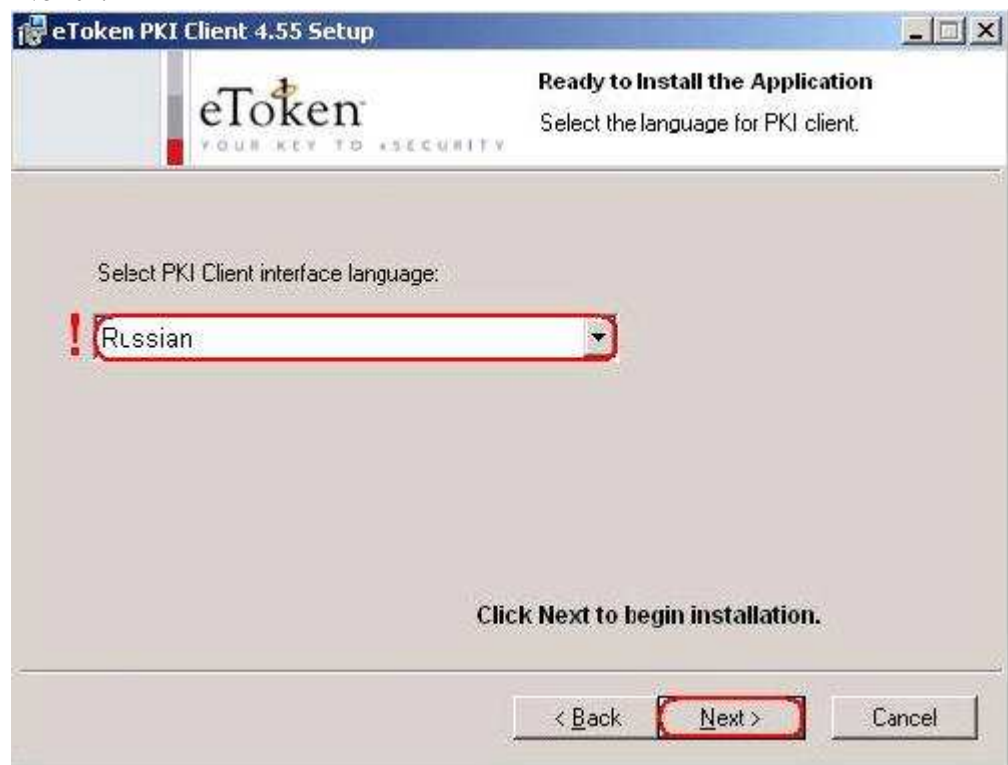 eToken PKI Client 4.55 Setup
eToken
YOUR KEY TO eSECURITY
Ready to Install the Application
Select the language for PKI client.
Select PKI Client interface language:
!
Russian
Click Next to begin installation.
< Back
Next >
Cancel